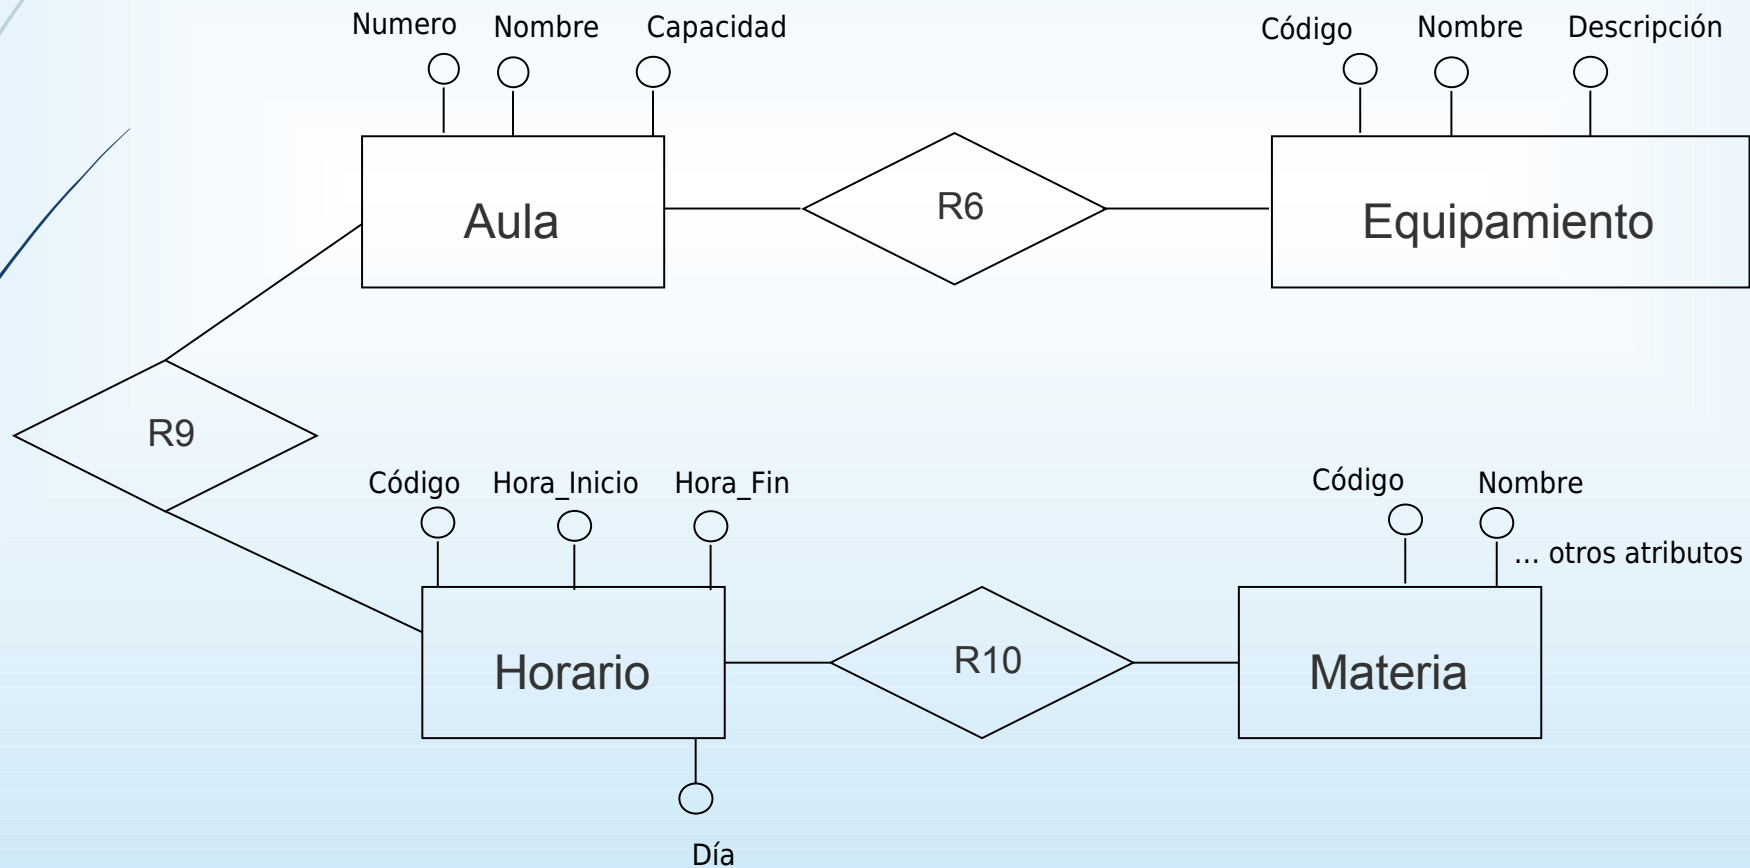 Numero Nombre Capacidad
Código Nombre Descripción
Aula
R6
Equipamiento
R9
Código Hora_Inicio Hora_Fin
Código Nombre
... otros atributos
Horario
R10
Materia
Día